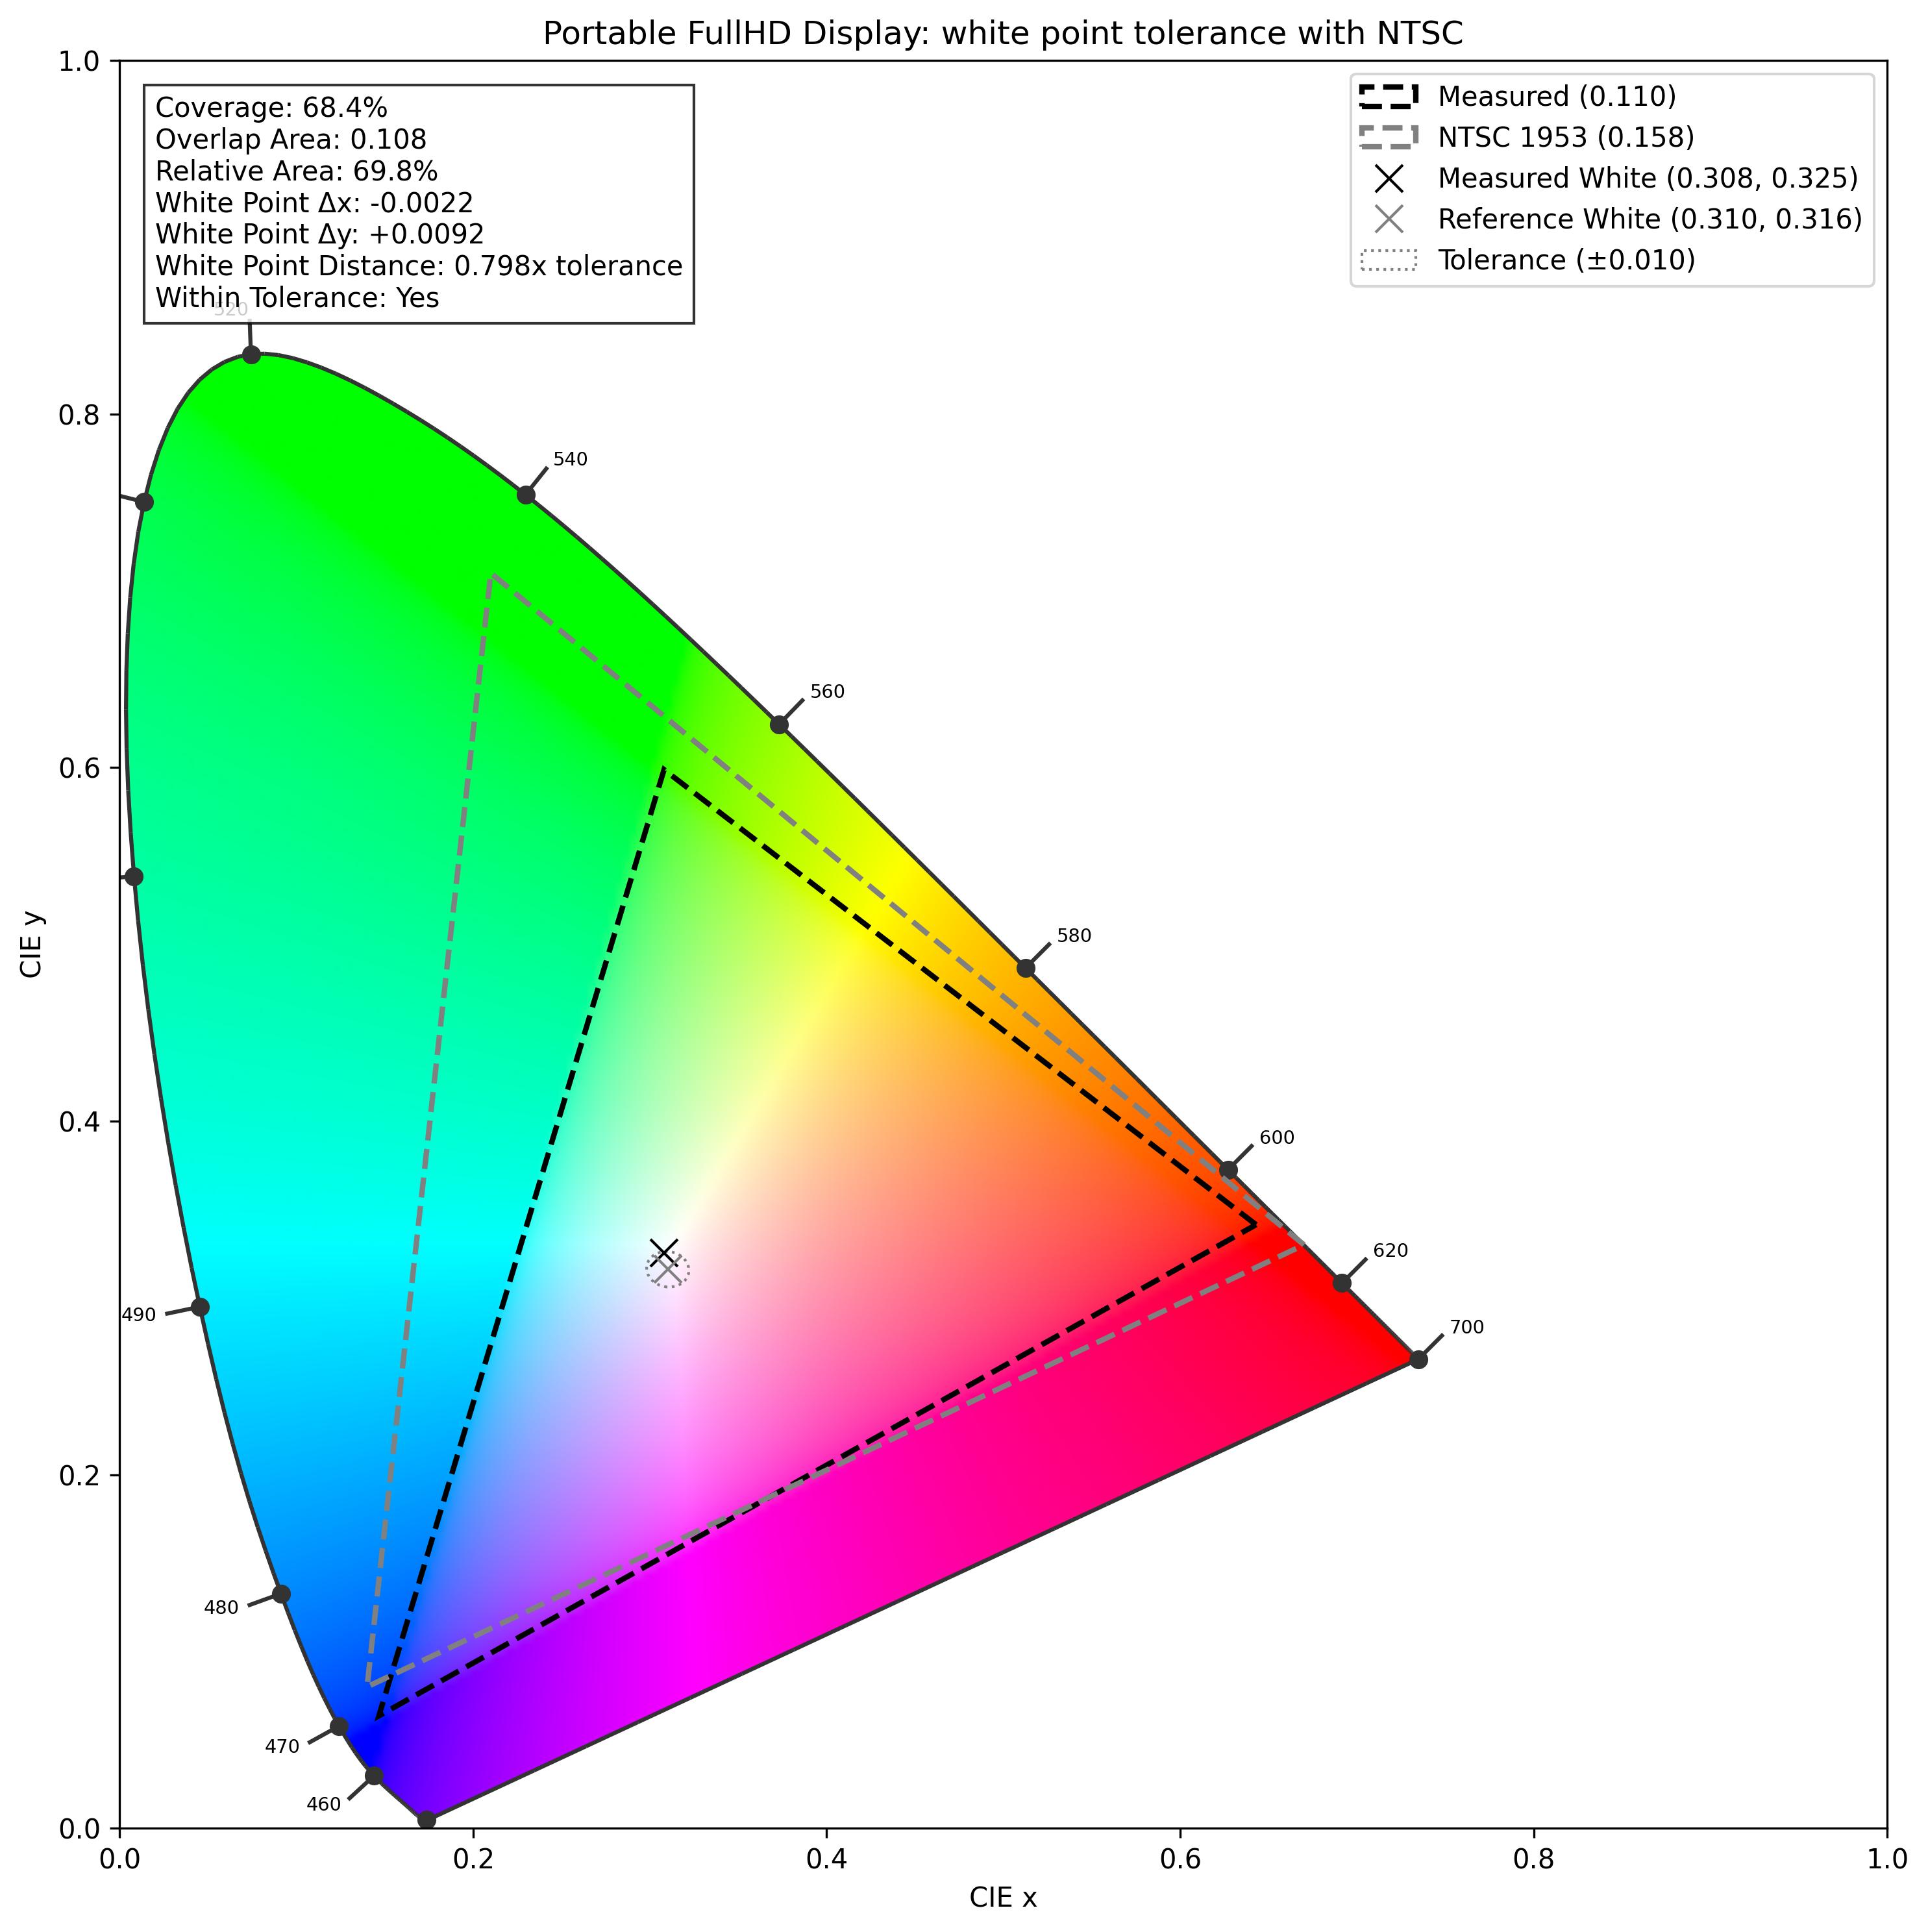 Portable FullHD Display: white point tolerance with NTSC
Coverage: 68.4%
Overlap Area: 0.108
Relative Area: 69.8%
White Point Δx: -0.0022
White Point Δy: +0.0092
White Point Distance: 0.798x tolerance
Within Tolerance: Yes
Measured (0.110)
NTSC 1953 (0.158)
Measured White (0.308, 0.325)
Reference White (0.310, 0.316)
Tolerance (±0.010)
520
540
560
580
600
620
700
490
480
470
460
1.0
0.8
0.6
0.4
0.2
0.0
CIE y
0.0
0.2
0.4
0.6
0.8
1.0
CIE x